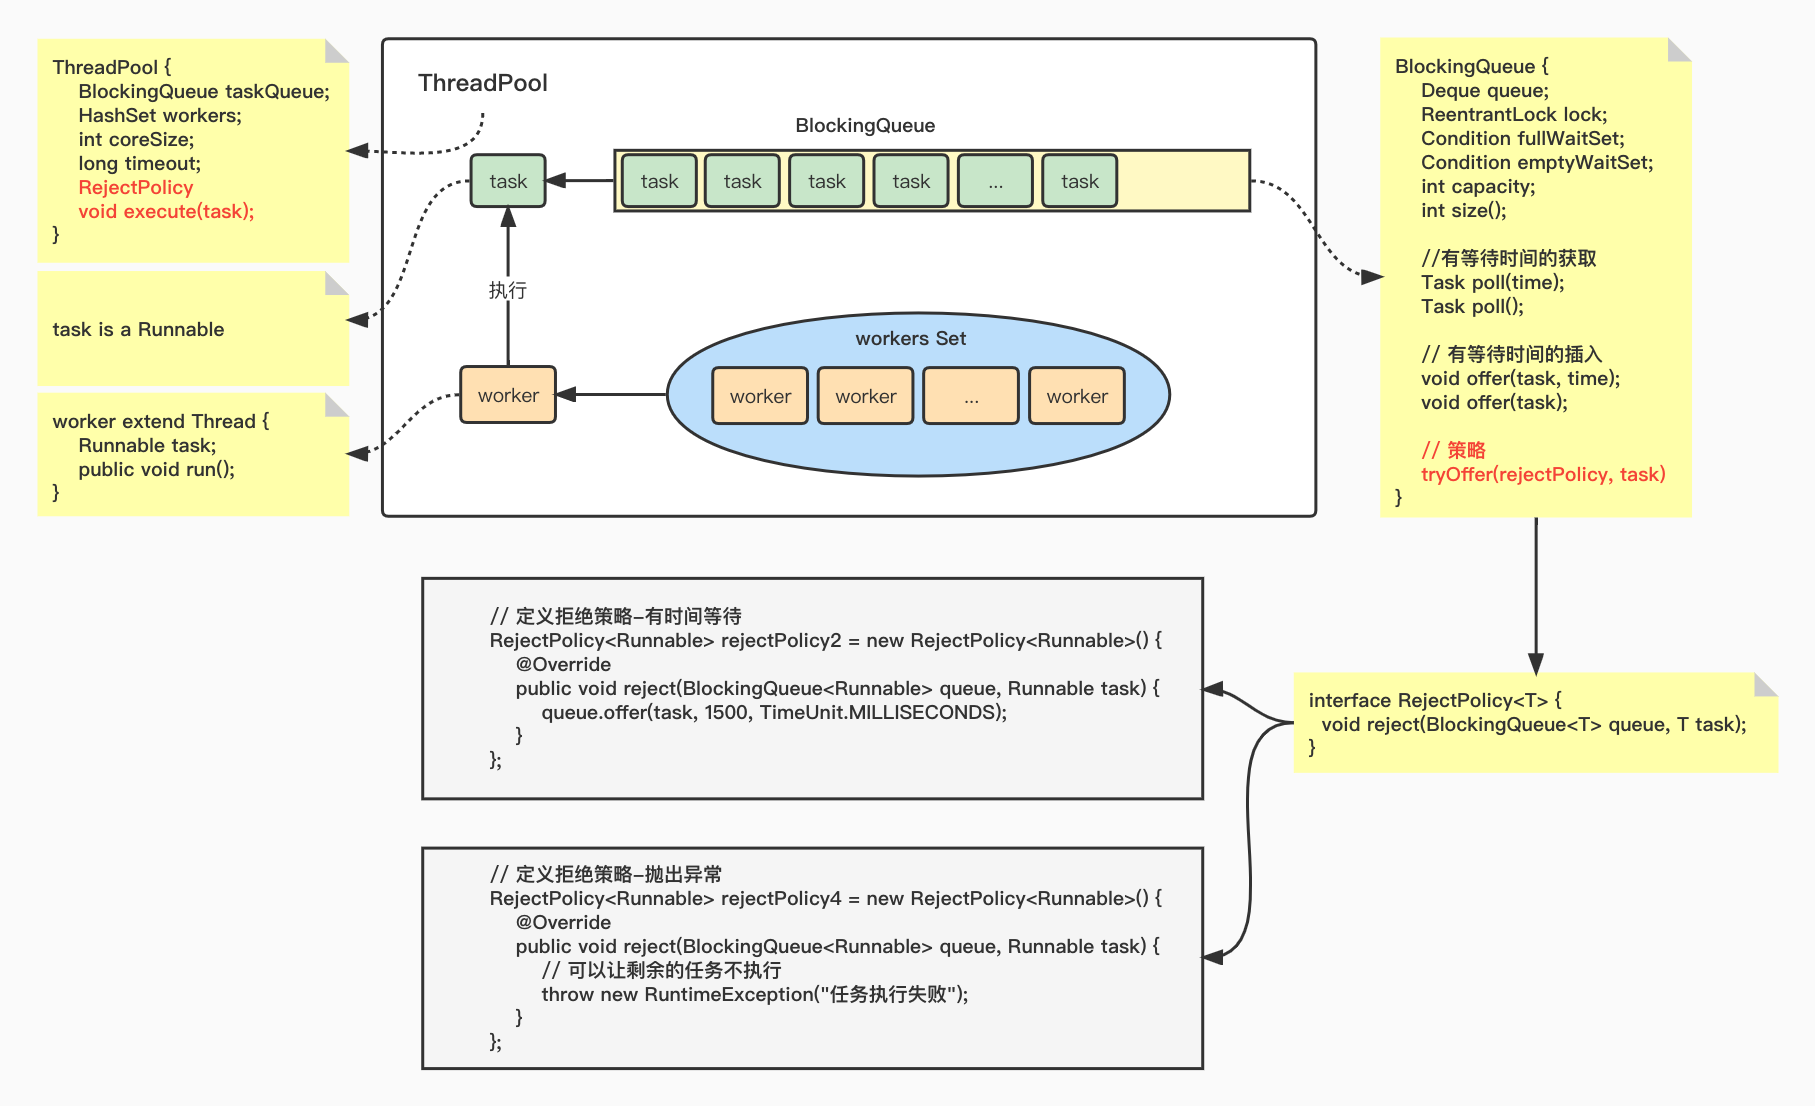 ThreadPool {
BlockingQueue taskQueue;
HashSet workers;
int coreSize;
long timeout;
RejectPolicy
void execute(task);
}
task is a Runnable
worker extend Thread {
Runnable task;
public void run();
}
ThreadPool
BlockingQueue
task
task
task
task
task
...
task
执行
workers Set
worker
worker
worker
...
worker
BlockingQueue {
Deque queue;
ReentrantLock lock;
Condition fullWaitSet;
Condition emptyWaitSet;
int capacity;
int size();
//有等待时间的获取
Task poll(time);
Task poll();
// 有等待时间的插入
void offer(task, time);
void offer(task);
// 策略
tryOffer(rejectPolicy, task)
}
// 定义拒绝策略-有时间等待
RejectPolicy<Runnable> rejectPolicy2 = new RejectPolicy<Runnable>() {
@Override
public void reject(BlockingQueue<Runnable> queue, Runnable task) {
queue.offer(task, 1500, TimeUnit.MILLISECONDS);
}
};
interface RejectPolicy<T> {
void reject(BlockingQueue<T> queue, T task);
}
// 定义拒绝策略-抛出异常
RejectPolicy<Runnable> rejectPolicy4 = new RejectPolicy<Runnable>() {
@Override
public void reject(BlockingQueue<Runnable> queue, Runnable task) {
// 可以让剩余的任务不执行
throw new RuntimeException("任务执行失败");
}
};